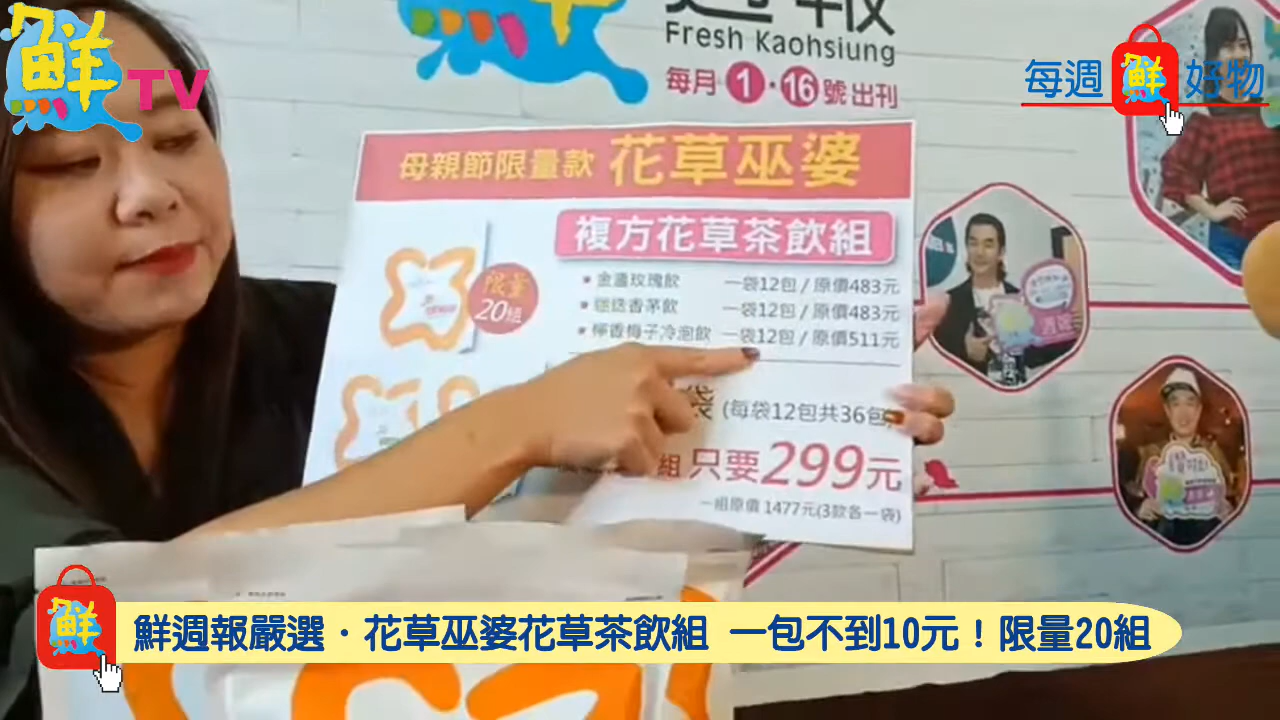 鮮TV
鮮週報
Fresh Kaohsiung
每月1·16號出刊
每週鮮好物
母親節限量款 花草巫婆
複方花草茶飲組
限量
20組
• 金盞玫瑰飲 一袋12包/原價483元
• 迷迭香茅飲 一袋12包/原價483元
• 檸香梅子冷泡飲 一袋12包/原價511元
袋 (每袋12包共36包)
組 只要299元
一組原價 1477元(3款各一袋)
鮮
鮮週報嚴選·花草巫婆花草茶飲組 一包不到10元！限量20組